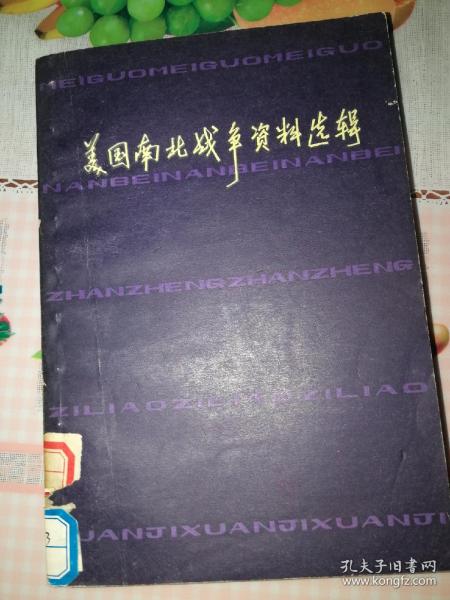 MEIGUOMEIGUOMEIGUO
美国南北战争资料选辑
NANBEINANBEINANBEI
ZHANZHENGZHANZHENG
ZILIAOZILIAOZILIAO
XUANJIXUANJIXUANJI
3
孔夫子旧书网
www.kongfz.com